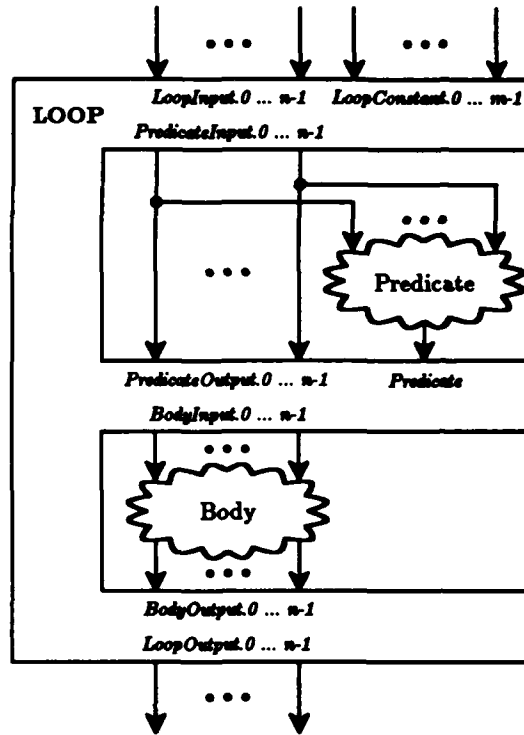 LoopInput.0 ... n-1 LoopConstant.0 ... m-1
LOOP
PredicateInput.0 ... n-1
Predicate
PredicateOutput.0 ... n-1 Predicate
BodyInput.0 ... n-1
Body
BodyOutput.0 ... n-1
LoopOutput.0 ... n-1